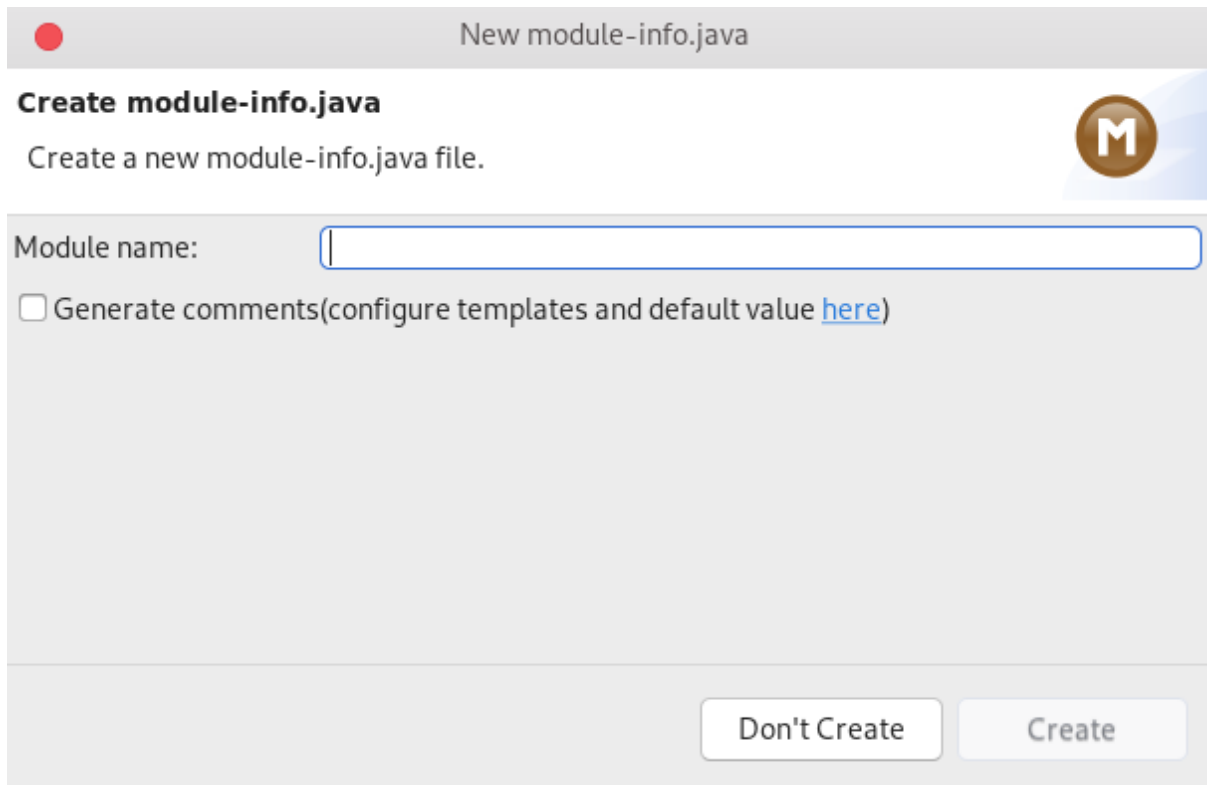 New module-info.java
Create module-info.java
Create a new module-info.java file.
M
Module name:
Generate comments(configure templates and default value here)
Don't Create
Create